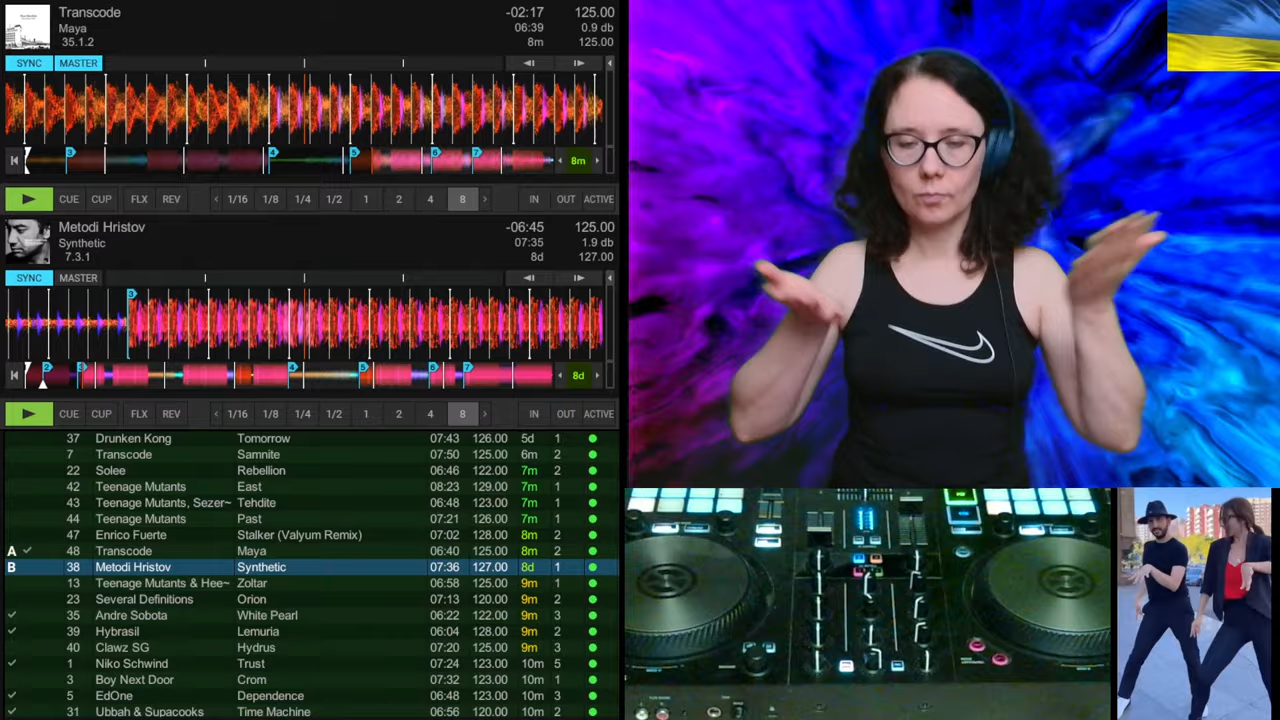 Transcode -02:17 125.00
Maya 06:39 0.9 db
35.1.2 8m 125.00
SYNC MASTER
3 4 5 6 7 8m
CUE CUP FLX REV 1/16 1/8 1/4 1/2 1 2 4 8 IN OUT ACTIVE
Metodi Hristov -06:45 125.00
Synthetic 07:35 1.9 db
7.3.1 8d 127.00
SYNC MASTER
3
2 3 4 5 6 7 8d
CUE CUP FLX REV 1/16 1/8 1/4 1/2 1 2 4 8 IN OUT ACTIVE
37 Drunken Kong Tomorrow 07:43 126.00 5d 1
7 Transcode Samnite 07:50 125.00 6m 2
22 Solee Rebellion 06:46 122.00 7m 2
42 Teenage Mutants East 08:23 129.00 7m 1
43 Teenage Mutants, Sezer~ Tehdite 06:48 123.00 7m 1
44 Teenage Mutants Past 07:21 126.00 7m 1
47 Enrico Fuerte Stalker (Valyum Remix) 07:02 128.00 8m 2
A 48 Transcode Maya 06:40 125.00 8m 2
B 38 Metodi Hristov Synthetic 07:36 127.00 8d 1
13 Teenage Mutants & Hee~ Zoltar 06:58 125.00 9m 1
23 Several Definitions Orion 07:13 120.00 9m 2
35 Andre Sobota White Pearl 06:22 122.00 9m 3
39 Hybrasil Lemuria 06:04 128.00 9m 2
40 Clawz SG Hydrus 07:20 125.00 9m 3
1 Niko Schwind Trust 07:24 123.00 10m 5
3 Boy Next Door Crom 07:32 123.00 10m 1
5 EdOne Dependence 06:48 123.00 10m 3
31 Ubbah & Supacooks Time Machine 06:56 120.00 10m 2